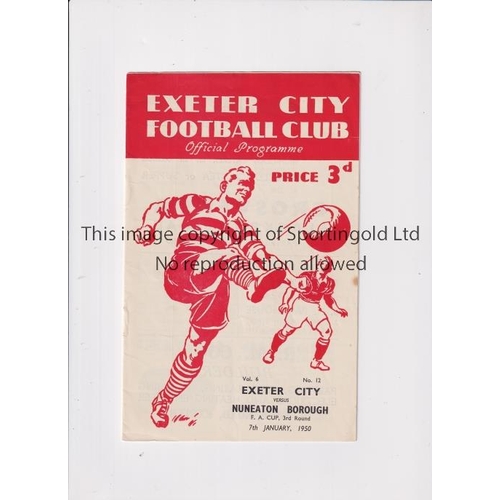 EXETER CITY
FOOTBALL CLUB
Official Programme
PRICE 3d
This image copyright of Sportingold Ltd
No reproduction allowed
Vol. 6 No. 12
EXETER CITY
VERSUS
NUNEATON BOROUGH
F. A. CUP, 3rd Round
7th JANUARY, 1950